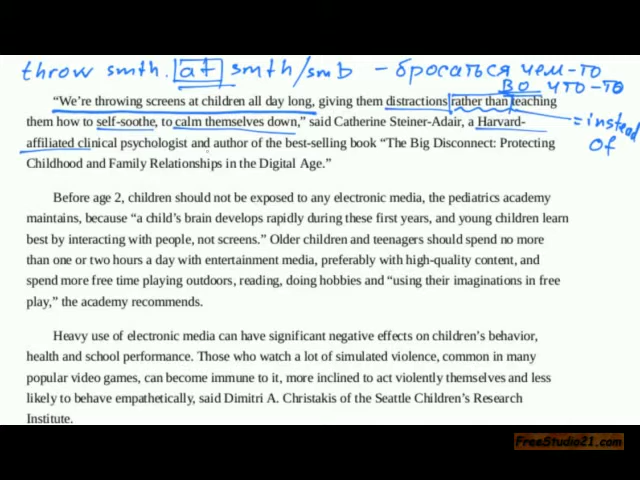 throw smth. at smth/smb – бросаться чем-то
во что-то
“We’re throwing screens at children all day long, giving them distractions rather than teaching
= instead of
them how to self-soothe, to calm themselves down,” said Catherine Steiner-Adair, a Harvard-
affiliated clinical psychologist and author of the best-selling book “The Big Disconnect: Protecting
Childhood and Family Relationships in the Digital Age.”
Before age 2, children should not be exposed to any electronic media, the pediatrics academy
maintains, because “a child’s brain develops rapidly during these first years, and young children learn
best by interacting with people, not screens.” Older children and teenagers should spend no more
than one or two hours a day with entertainment media, preferably with high-quality content, and
spend more free time playing outdoors, reading, doing hobbies and “using their imaginations in free
play,” the academy recommends.
Heavy use of electronic media can have significant negative effects on children’s behavior,
health and school performance. Those who watch a lot of simulated violence, common in many
popular video games, can become immune to it, more inclined to act violently themselves and less
likely to behave empathetically, said Dimitri A. Christakis of the Seattle Children’s Research
Institute.
FreeStudio21.com